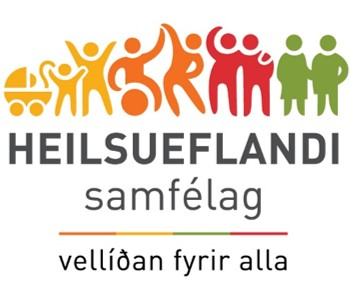 HEILSUEFLANDI
samfélag
vellíðan fyrir alla